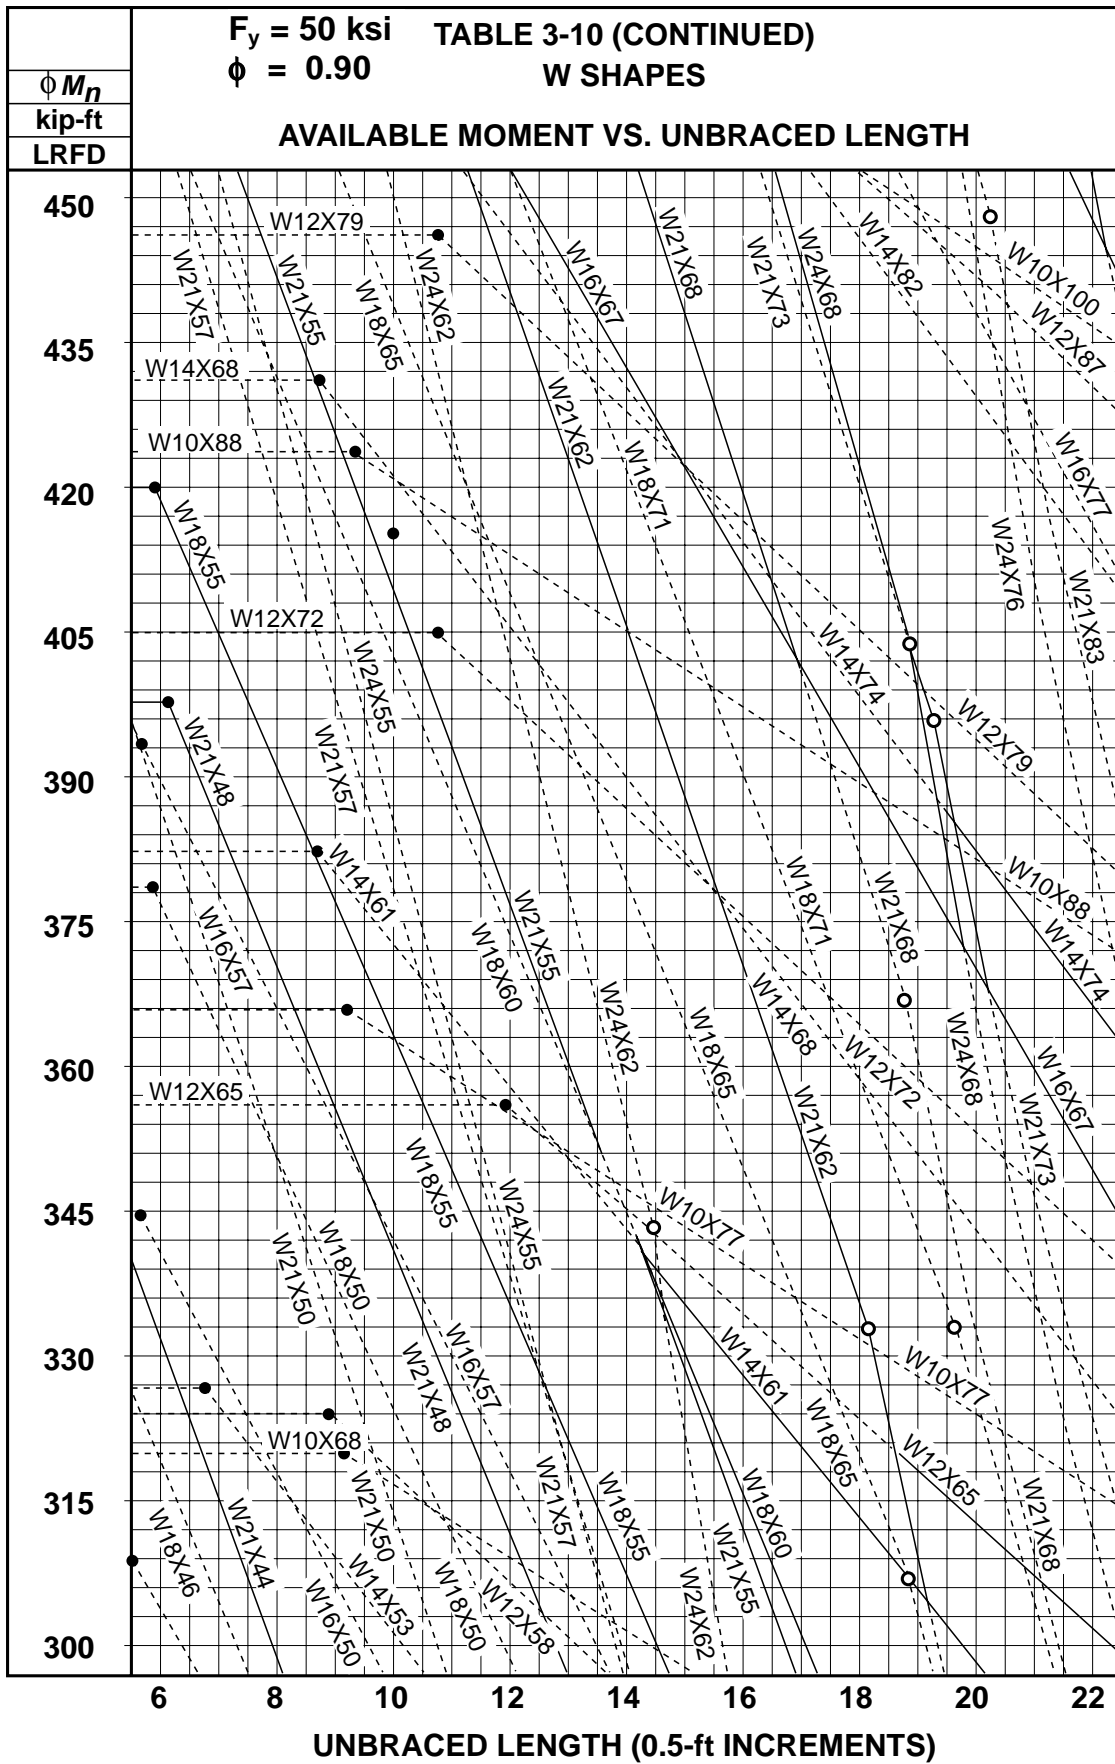 F_y = 50 ksi TABLE 3-10 (CONTINUED)
ϕ = 0.90 W SHAPES
ϕM_n
kip-ft
LRFD
AVAILABLE MOMENT VS. UNBRACED LENGTH
450
W12X79
W21X57
W21X55
W18X65
W24X62
W16X67
W21X68
W21X73
W24X68
W14X82
W10X100
W12X87
435
W14X68
W21X62
W10X88
W18X71
W16X77
420
W18X55
W24X76
W21X83
405
W12X72
W24X55
W14X74
W12X79
W21X48
W21X57
390
W14X61
W10X88
375
W16X57
W18X60
W21X55
W18X71
W21X68
W14X74
W24X62
W14X68
W18X65
W12X72
W24X68
360
W12X65
W21X62
W16X67
W21X73
W18X55
W24X55
345
W10X77
W21X50
W18X50
330
W21X48
W16X57
W14X61
W10X77
W10X68
W18X65
W12X65
315
W18X46
W21X44
W21X50
W21X57
W18X55
W18X60
W21X68
W16X50
W14X53
W18X50
W12X58
W24X62
W21X55
300
6 8 10 12 14 16 18 20 22
UNBRACED LENGTH (0.5-ft INCREMENTS)